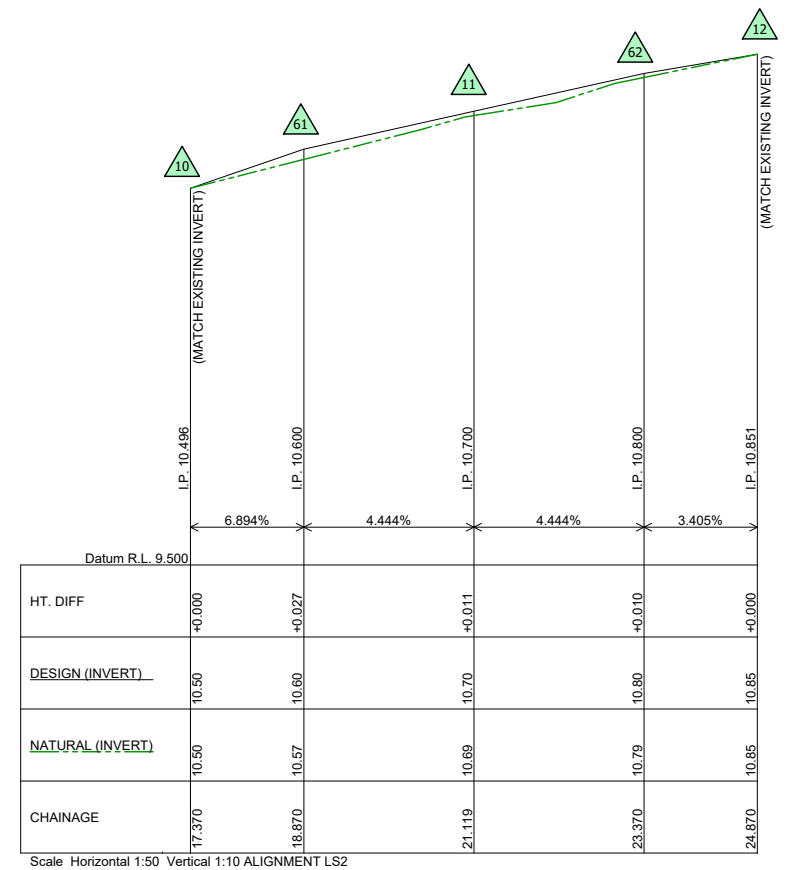 12
62
11
61
10
(MATCH EXISTING INVERT)
(MATCH EXISTING INVERT)
I.P. 10.496
I.P. 10.600
I.P. 10.700
I.P. 10.800
I.P. 10.851
6.894%
4.444%
4.444%
3.405%
Datum R.L. 9.500
HT. DIFF
+0.000
+0.027
+0.011
+0.010
+0.000
DESIGN (INVERT)
10.50
10.60
10.70
10.80
10.85
NATURAL (INVERT)
10.50
10.57
10.69
10.79
10.85
CHAINAGE
17.370
18.870
21.119
23.370
24.870
Scale Horizontal 1:50 Vertical 1:10 ALIGNMENT LS2